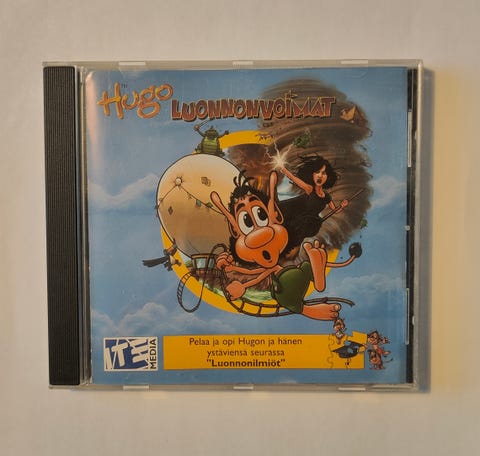 Hugo
LUONNONVOIMAT
Pelaa ja opi Hugon ja hänen
ystäviensä seurassa
"Luonnonilmiöt"
ITE
MEDIA